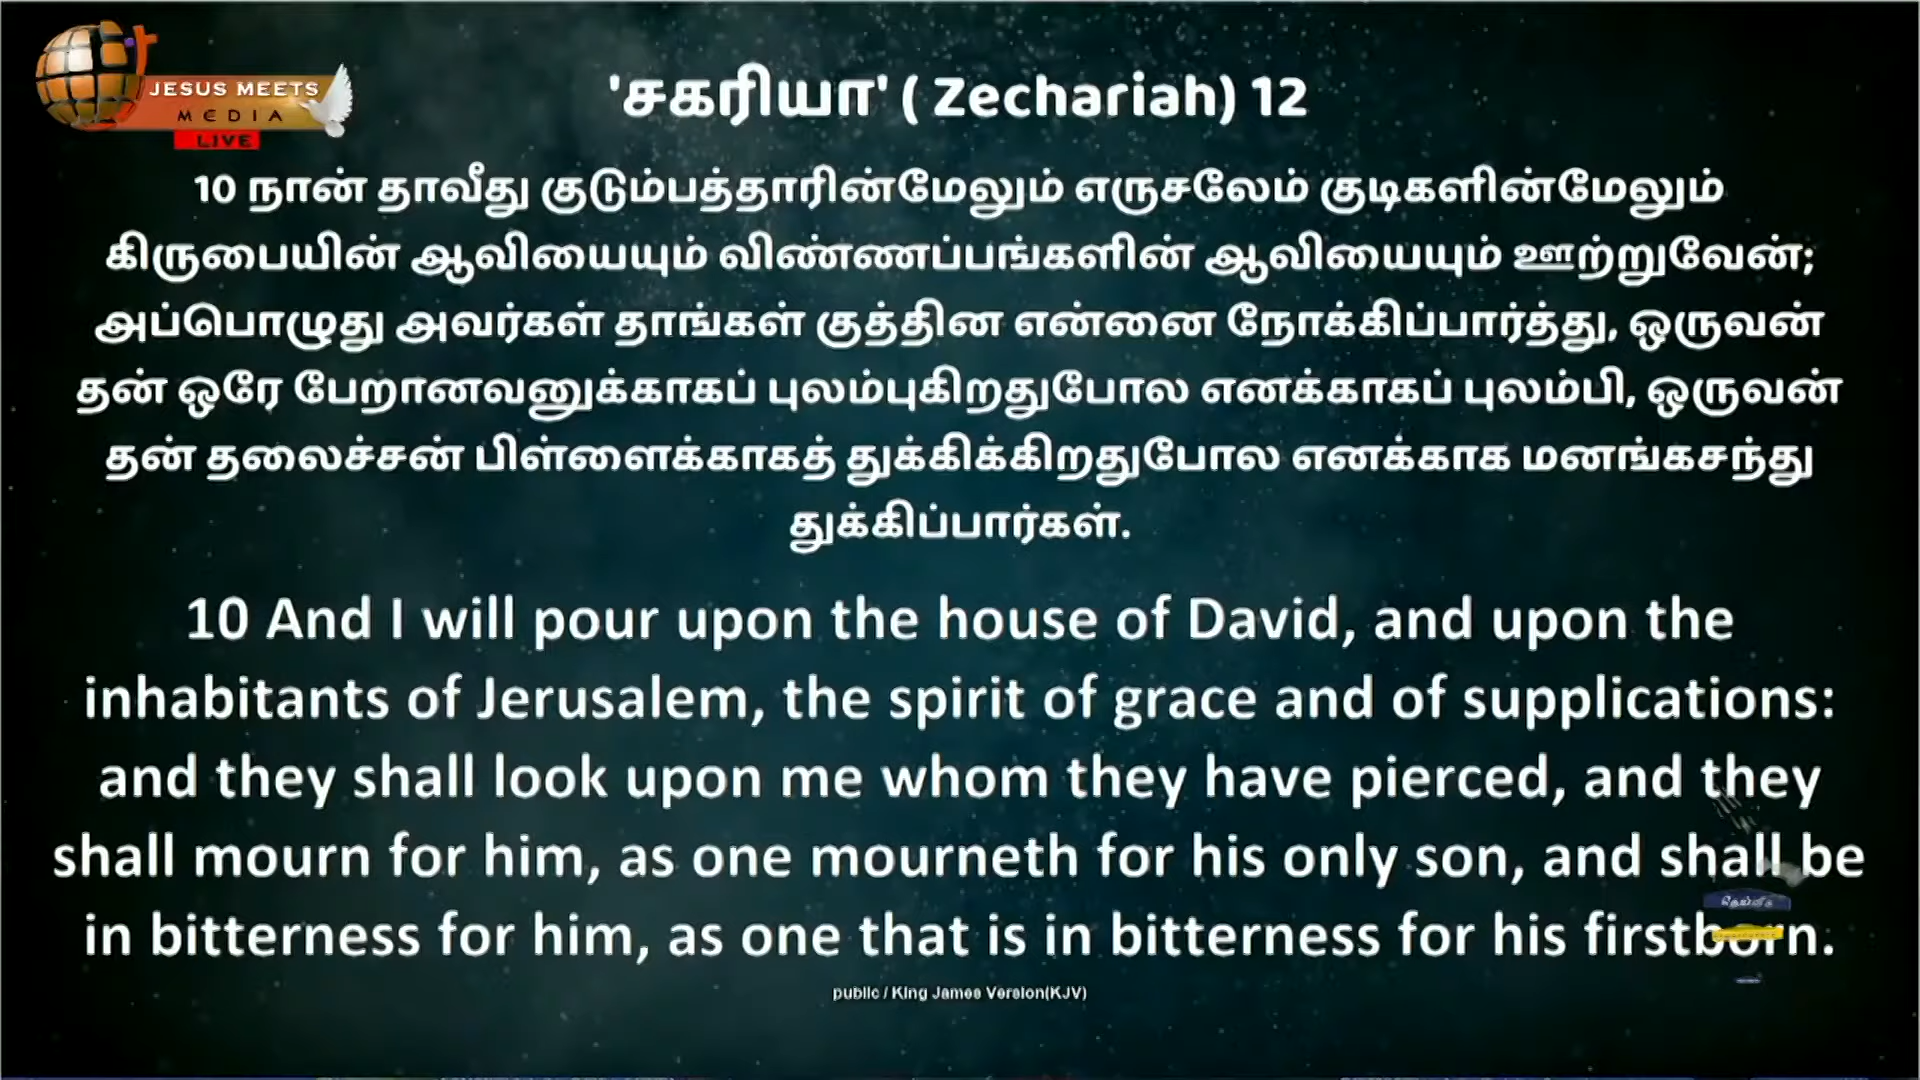 JESUS MEETS
MEDIA
LIVE
'சகரியா' ( Zechariah) 12
10 நான் தாவீது குடும்பத்தாரின்மேலும் எருசலேம் குடிகளின்மேலும்
கிருபையின் ஆவியையும் விண்ணப்பங்களின் ஆவியையும் ஊற்றுவேன்;
அப்பொழுது அவர்கள் தாங்கள் குத்தின என்னை நோக்கிப்பார்த்து, ஒருவன்
தன் ஒரே பேறானவனுக்காகப் புலம்புகிறதுபோல எனக்காகப் புலம்பி, ஒருவன்
தன் தலைச்சன் பிள்ளைக்காகத் துக்கிக்கிறதுபோல எனக்காக மனங்கசந்து
துக்கிப்பார்கள்.
10 And I will pour upon the house of David, and upon the
inhabitants of Jerusalem, the spirit of grace and of supplications:
and they shall look upon me whom they have pierced, and they
shall mourn for him, as one mourneth for his only son, and shall be
in bitterness for him, as one that is in bitterness for his firstborn.
public / King James Version(KJV)